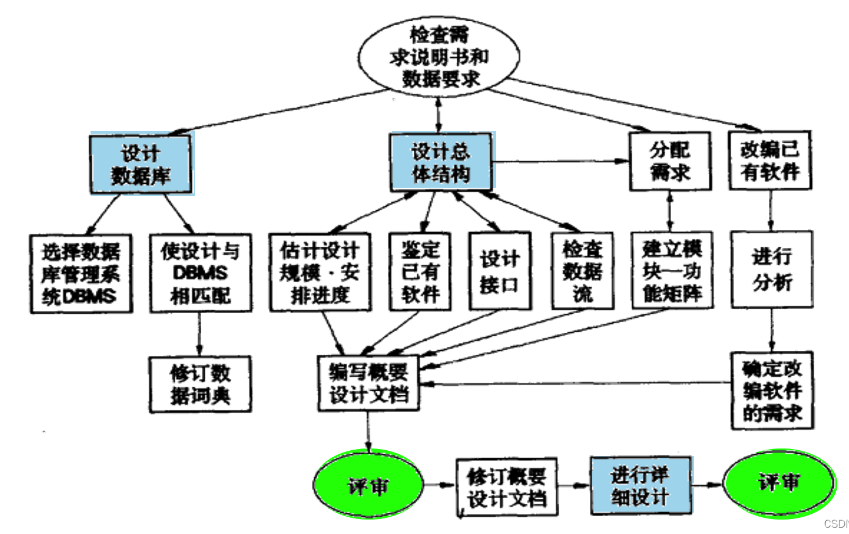 检查需
求说明书和
数据要求
设计
数据库
设计总
体结构
分配
需求
改编已
有软件
选择数据
库管理系
统DBMS
使设计与
DBMS
相匹配
估计设计
规模·安
排进度
鉴定
已有
软件
设计
接口
检查
数据
流
建立模
块—功
能矩阵
进行
分析
修订数
据词典
编写概要
设计文档
确定改
编软件
的需求
评审
修订概要
设计文档
进行详
细设计
评审
CSDN